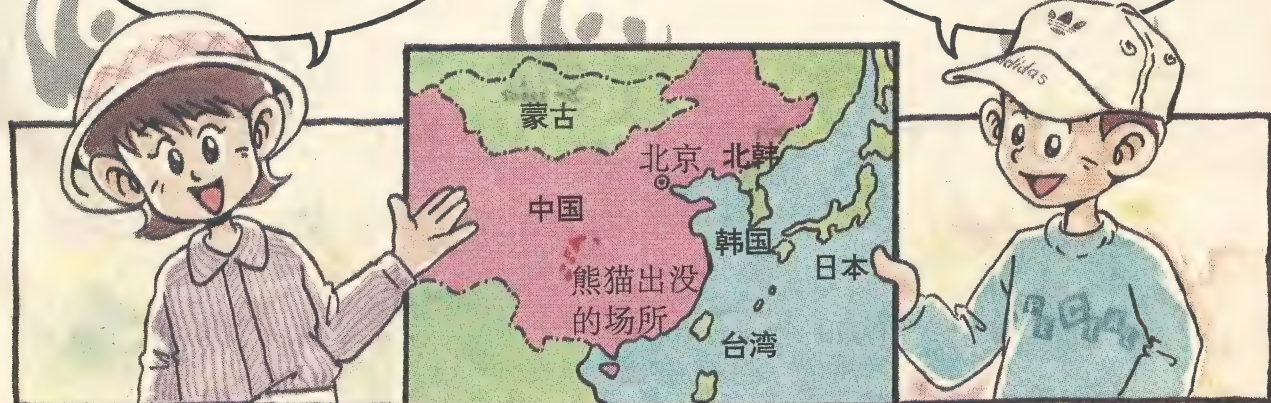 adidas
蒙古
北京
北韩
中国
韩国
日本
熊猫出没
的场所
台湾